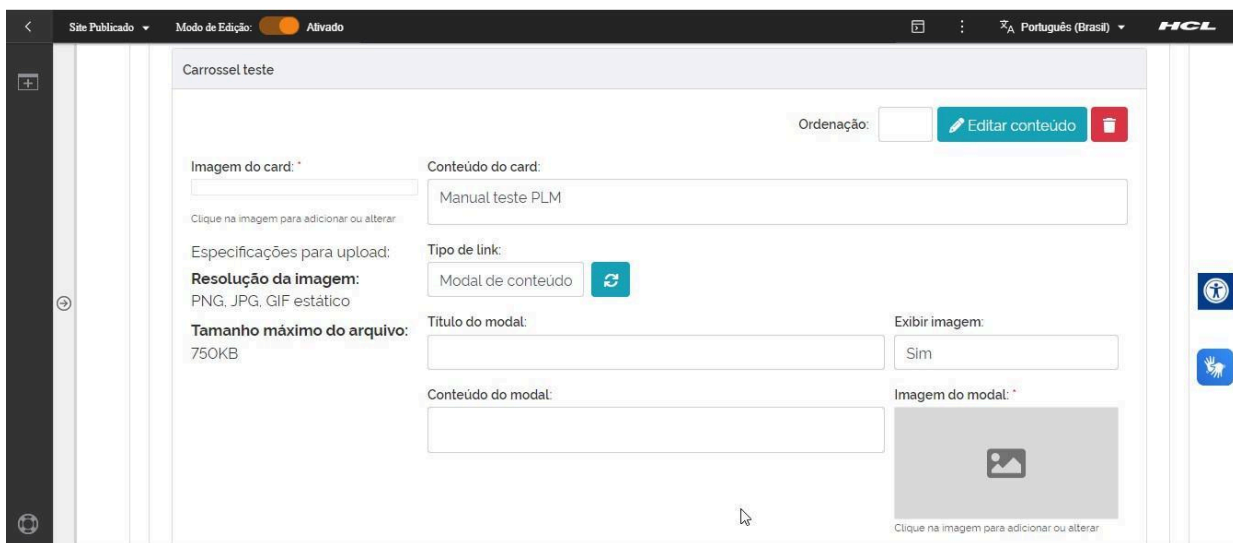 Site Publicado
Modo de Edição:
Ativado
Português (Brasil)
HCL
Carrossel teste
Ordenação:
Editar conteúdo
Imagem do card: *
Conteúdo do card:
Manual teste PLM
Clique na imagem para adicionar ou alterar
Especificações para upload:
Tipo de link:
Resolução da imagem:
Modal de conteúdo
PNG, JPG, GIF estático
Tamanho máximo do arquivo:
750KB
Título do modal:
Exibir imagem:
Sim
Conteúdo do modal:
Imagem do modal: *
Clique na imagem para adicionar ou alterar